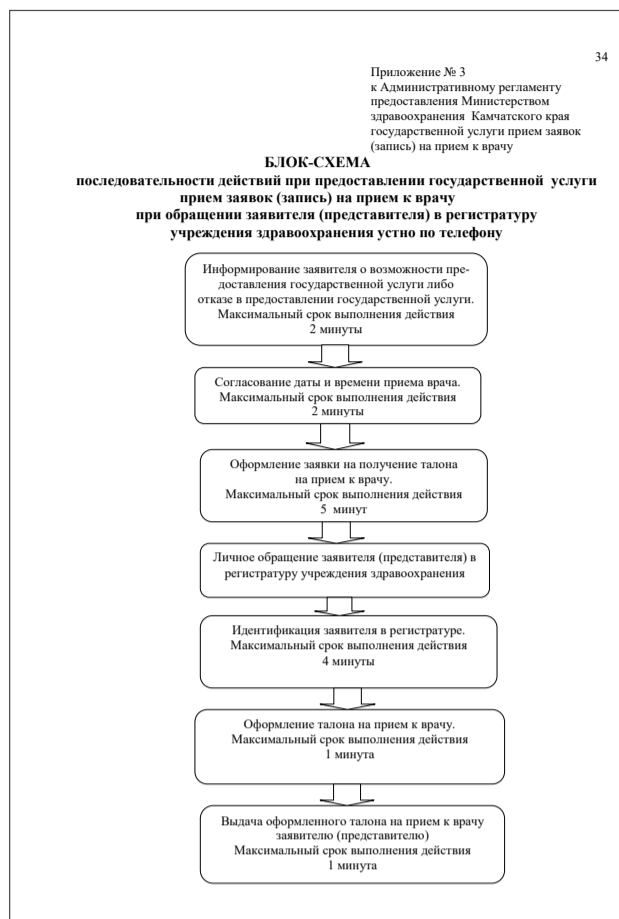 34
Приложение № 3
к Административному регламенту
предоставления Министерством
здравоохранения Камчатского края
государственной услуги прием заявок
(запись) на прием к врачу
БЛОК-СХЕМА
последовательности действий при предоставлении государственной услуги
прием заявок (запись) на прием к врачу
при обращении заявителя (представителя) в регистратуру
учреждения здравоохранения устно по телефону
Информирование заявителя о возможности пре-
доставления государственной услуги либо
отказе в предоставлении государственной услуги.
Максимальный срок выполнения действия
2 минуты
Согласование даты и времени приема врача.
Максимальный срок выполнения действия
2 минуты
Оформление заявки на получение талона
на прием к врачу.
Максимальный срок выполнения действия
5 минут
Личное обращение заявителя (представителя) в
регистратуру учреждения здравоохранения
Идентификация заявителя в регистратуре.
Максимальный срок выполнения действия
4 минуты
Оформление талона на прием к врачу.
Максимальный срок выполнения действия
1 минута
Выдача оформленного талона на прием к врачу
заявителю (представителю)
Максимальный срок выполнения действия
1 минута